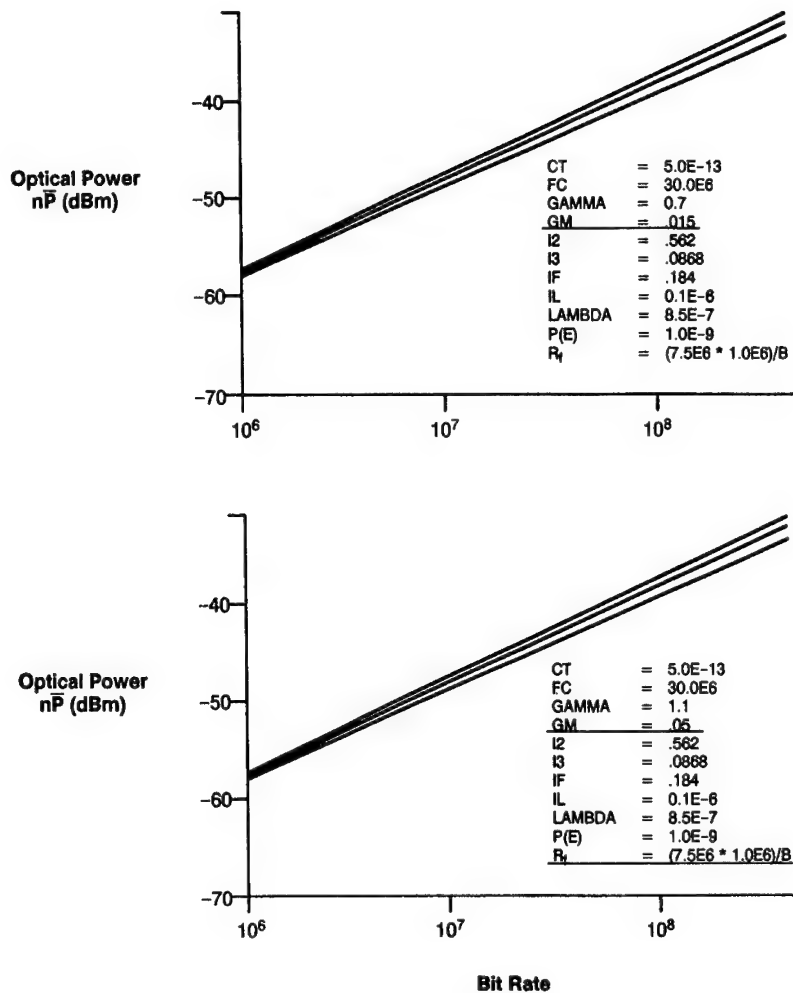 −40
Optical Power
nP̅ (dBm)
−50
−60
−70
10⁶
10⁷
10⁸
CT = 5.0E−13
FC = 30.0E6
GAMMA = 0.7
GM = .015
I2 = .562
I3 = .0868
IF = .184
IL = 0.1E−6
LAMBDA = 8.5E−7
P(E) = 1.0E−9
Rf = (7.5E6 * 1.0E6)/B
−40
Optical Power
nP̅ (dBm)
−50
−60
−70
10⁶
10⁷
10⁸
CT = 5.0E−13
FC = 30.0E6
GAMMA = 1.1
GM = .05
I2 = .562
I3 = .0868
IF = .184
IL = 0.1E−6
LAMBDA = 8.5E−7
P(E) = 1.0E−9
Rf = (7.5E6 * 1.0E6)/B
Bit Rate